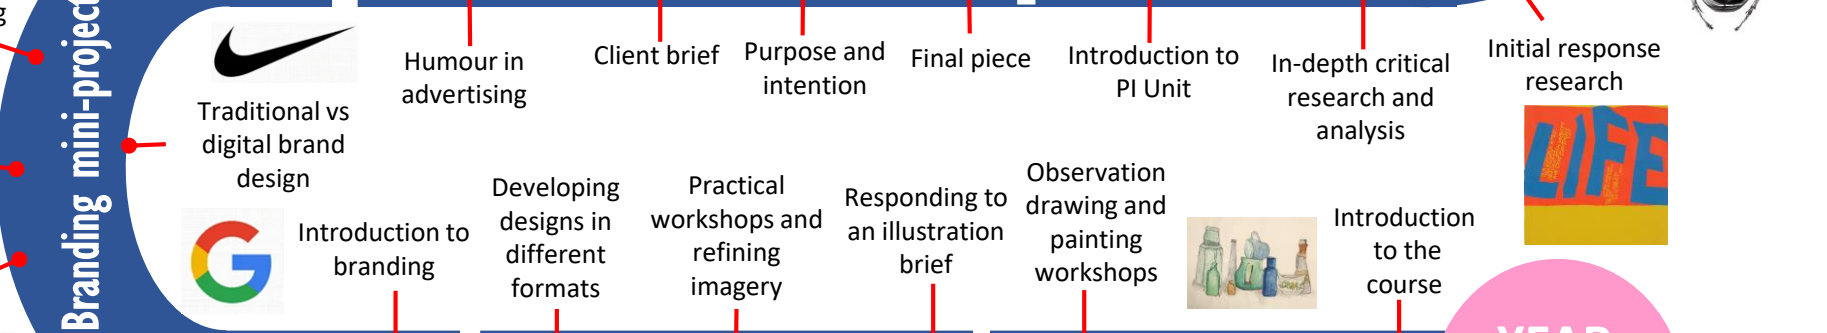 g
Branding mini-project
Traditional vs
digital brand
design
Humour in
advertising
Client brief
Purpose and
intention
Final piece
Introduction to
PI Unit
In-depth critical
research and
analysis
Initial response
research
LIFE
Introduction to
branding
Developing
designs in
different
formats
Practical
workshops and
refining
imagery
Responding to
an illustration
brief
Observation
drawing and
painting
workshops
Introduction
to the
course
YEAR